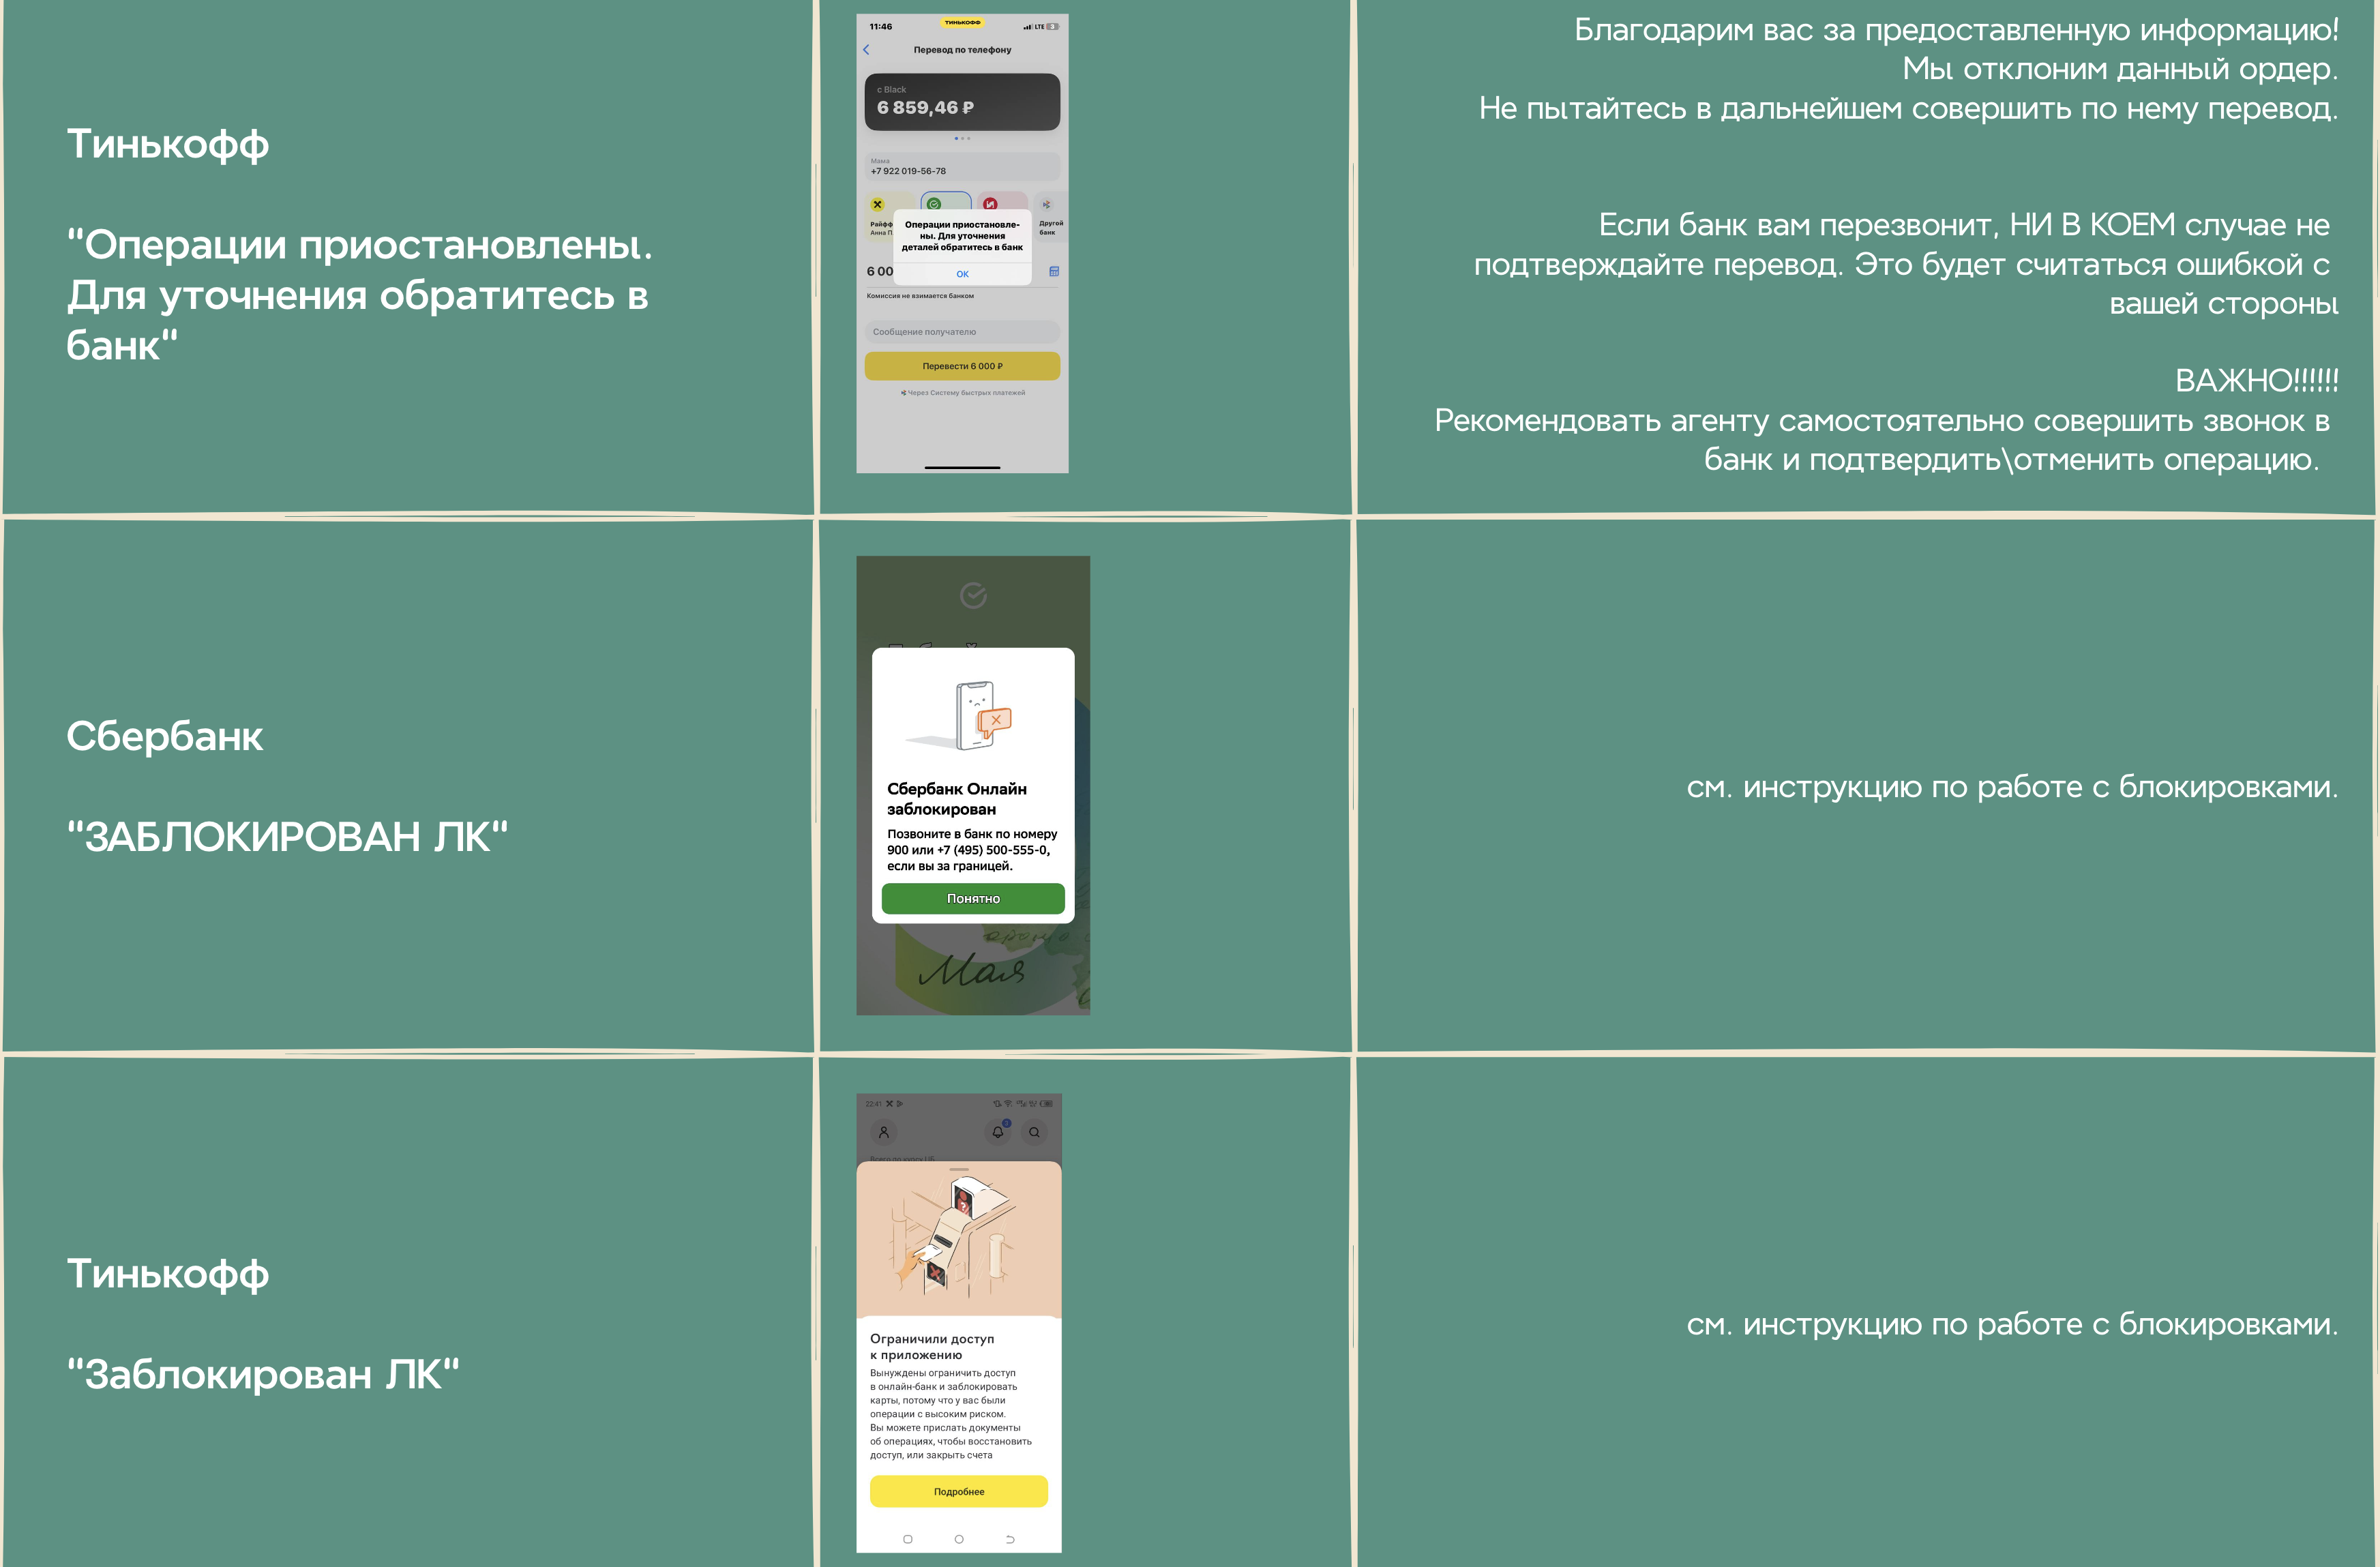 Тинькофф
"Операции приостановлены.
Для уточнения обратитесь в
банк"
11:46
ТИНЬКОФФ
LTE
Перевод по телефону
с Black
6 859,46 ₽
Мама
+7 922 019-56-78
Райфф
Анна П.
Другой
банк
Операции приостановле-
ны. Для уточнения
деталей обратитесь в банк
ОК
6 00
Комиссия не взимается банком
Сообщение получателю
Перевести 6 000 ₽
Через Систему быстрых платежей
Благодарим вас за предоставленную информацию!
Мы отклоним данный ордер.
Не пытайтесь в дальнейшем совершить по нему перевод.
Если банк вам перезвонит, НИ В КОЕМ случае не
подтверждайте перевод. Это будет считаться ошибкой с
вашей стороны
ВАЖНО!!!!!!
Рекомендовать агенту самостоятельно совершить звонок в
банк и подтвердить\отменить операцию.
Сбербанк
"ЗАБЛОКИРОВАН ЛК"
Сбербанк Онлайн
заблокирован
Позвоните в банк по номеру
900 или +7 (495) 500-555-0,
если вы за границей.
Понятно
Мая
см. инструкцию по работе с блокировками.
Тинькофф
"Заблокирован ЛК"
22:41
Ограничили доступ
к приложению
Вынуждены ограничить доступ
в онлайн-банк и заблокировать
карты, потому что у вас были
операции с высоким риском.
Вы можете прислать документы
об операциях, чтобы восстановить
доступ, или закрыть счета
Подробнее
см. инструкцию по работе с блокировками.